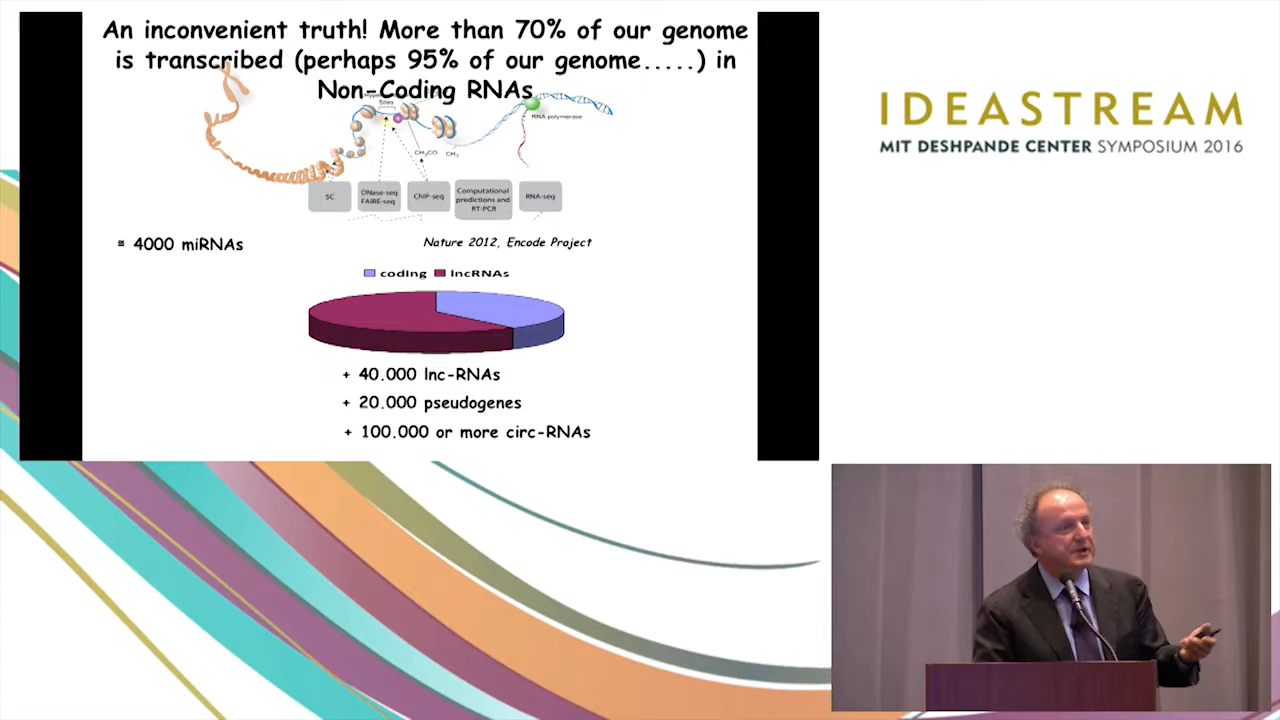 An inconvenient truth! More than 70% of our genome
is transcribed (perhaps 95% of our genome.....) in
Non-Coding RNAs
Sites
RNA polymerase
CH₃CO
CH₃
5C
DNase-seq
FAIRE-seq
ChIP-seq
Computational
predictions and
RT-PCR
RNA-seq
≅ 4000 miRNAs
Nature 2012, Encode Project
coding
lncRNAs
+ 40.000 lnc-RNAs
+ 20.000 pseudogenes
+ 100.000 or more circ-RNAs
IDEASTREAM
MIT DESHPANDE CENTER SYMPOSIUM 2016